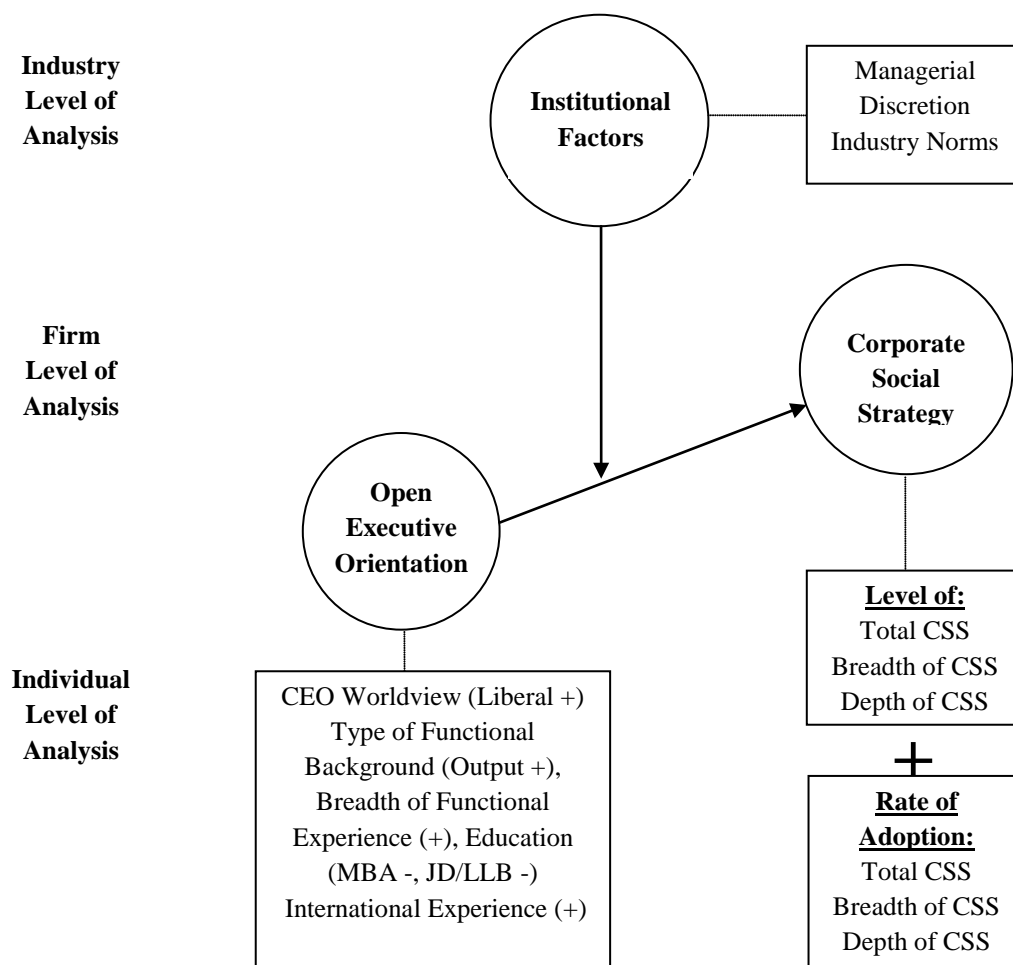 Industry
Level of
Analysis
Institutional
Factors
Managerial
Discretion
Industry Norms
Firm
Level of
Analysis
Corporate
Social
Strategy
Open
Executive
Orientation
Individual
Level of
Analysis
CEO Worldview (Liberal +)
Type of Functional
Background (Output +),
Breadth of Functional
Experience (+), Education
(MBA -, JD/LLB -)
International Experience (+)
Level of:
Total CSS
Breadth of CSS
Depth of CSS
+
Rate of
Adoption:
Total CSS
Breadth of CSS
Depth of CSS